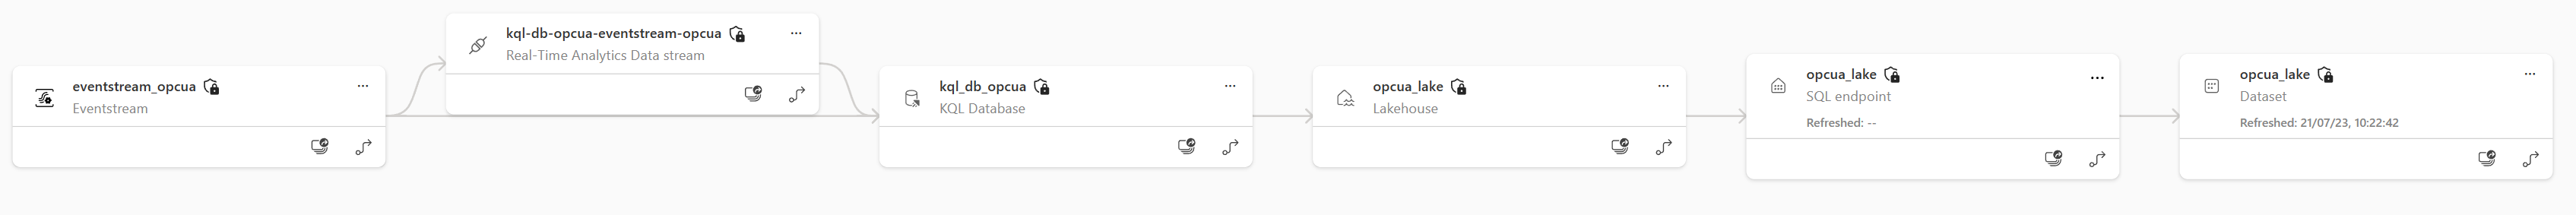 eventstream_opcua
Eventstream
kql-db-opcua-eventstream-opcua
Real-Time Analytics Data stream
kql_db_opcua
KQL Database
opcua_lake
Lakehouse
opcua_lake
SQL endpoint
Refreshed: --
opcua_lake
Dataset
Refreshed: 21/07/23, 10:22:42